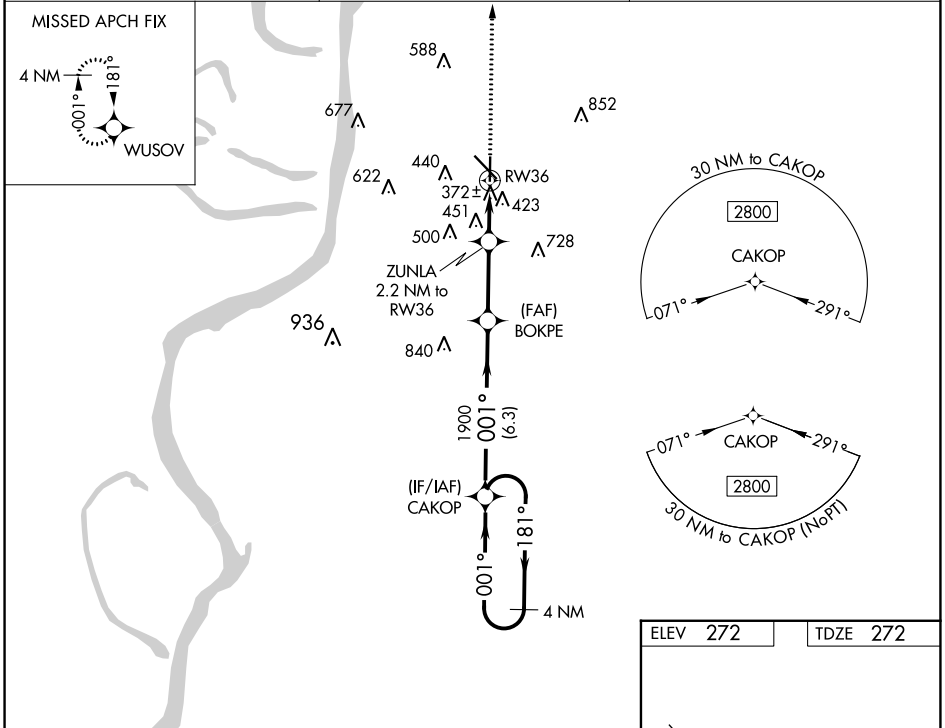 MISSED APCH FIX
4 NM
001°
181°
WUSOV
588
677
852
622
440
RW36
372±
423
451
500
728
ZUNLA
2.2 NM to
RW36
(FAF)
BOKPE
936
840
1900
001°
(6.3)
(IF/IAF)
CAKOP
001°
181°
4 NM
30 NM to CAKOP
2800
CAKOP
071°
291°
071°
291°
CAKOP
2800
30 NM to CAKOP (NoPT)
ELEV 272
TDZE 272